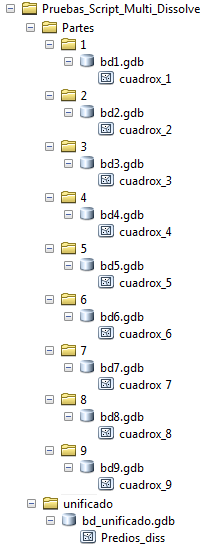 Pruebas_Script_Multi_Dissolve
Partes
1
bd1.gdb
cuadrox_1
2
bd2.gdb
cuadrox_2
3
bd3.gdb
cuadrox_3
4
bd4.gdb
cuadrox_4
5
bd5.gdb
cuadrox_5
6
bd6.gdb
cuadrox_6
7
bd7.gdb
cuadrox 7
8
bd8.gdb
cuadrox_8
9
bd9.gdb
cuadrox_9
unificado
bd_unificado.gdb
Predios_diss